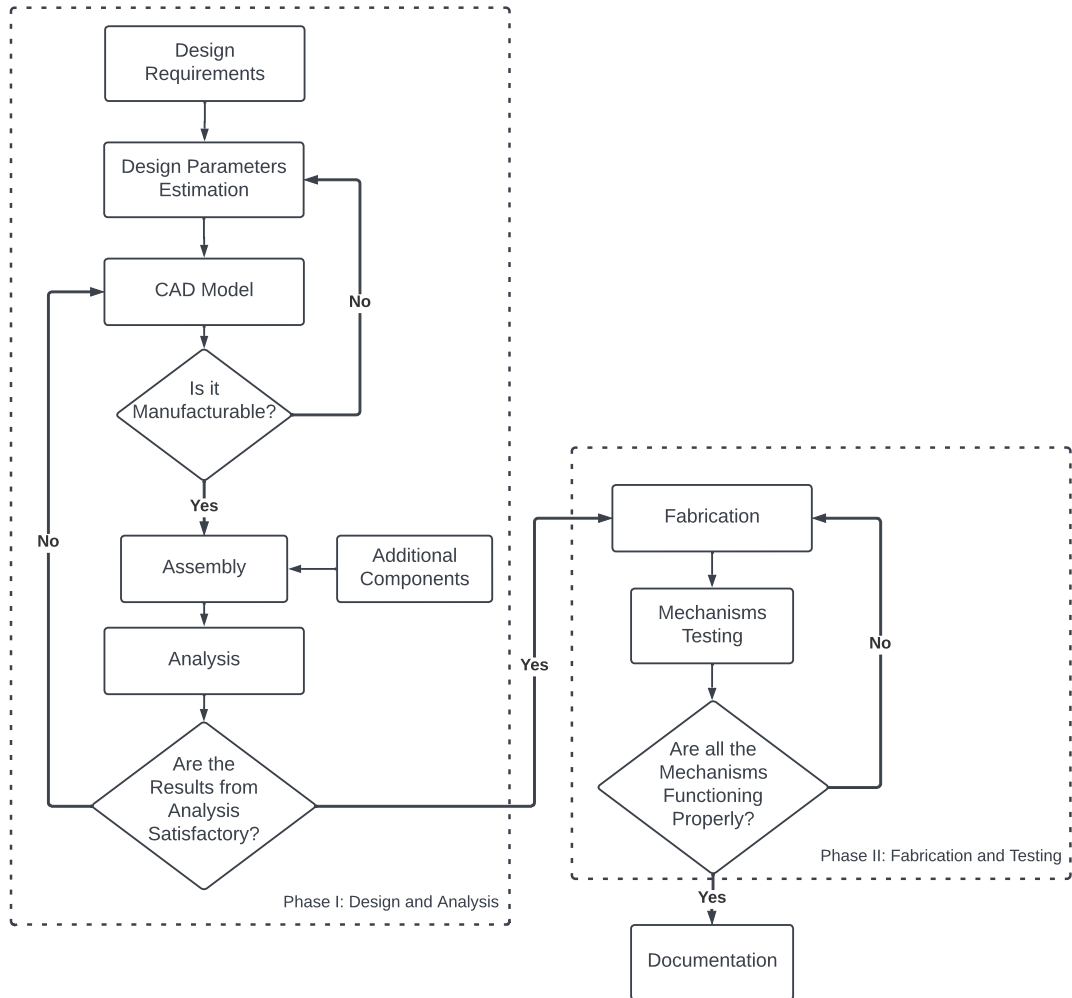 Design
Requirements
Design Parameters
Estimation
CAD Model
No
Is it
Manufacturable?
Yes
No
Assembly
Additional
Components
Analysis
Are the
Results from
Analysis
Satisfactory?
Phase I: Design and Analysis
Yes
Fabrication
Mechanisms
Testing
No
Are all the
Mechanisms
Functioning
Properly?
Phase II: Fabrication and Testing
Yes
Documentation